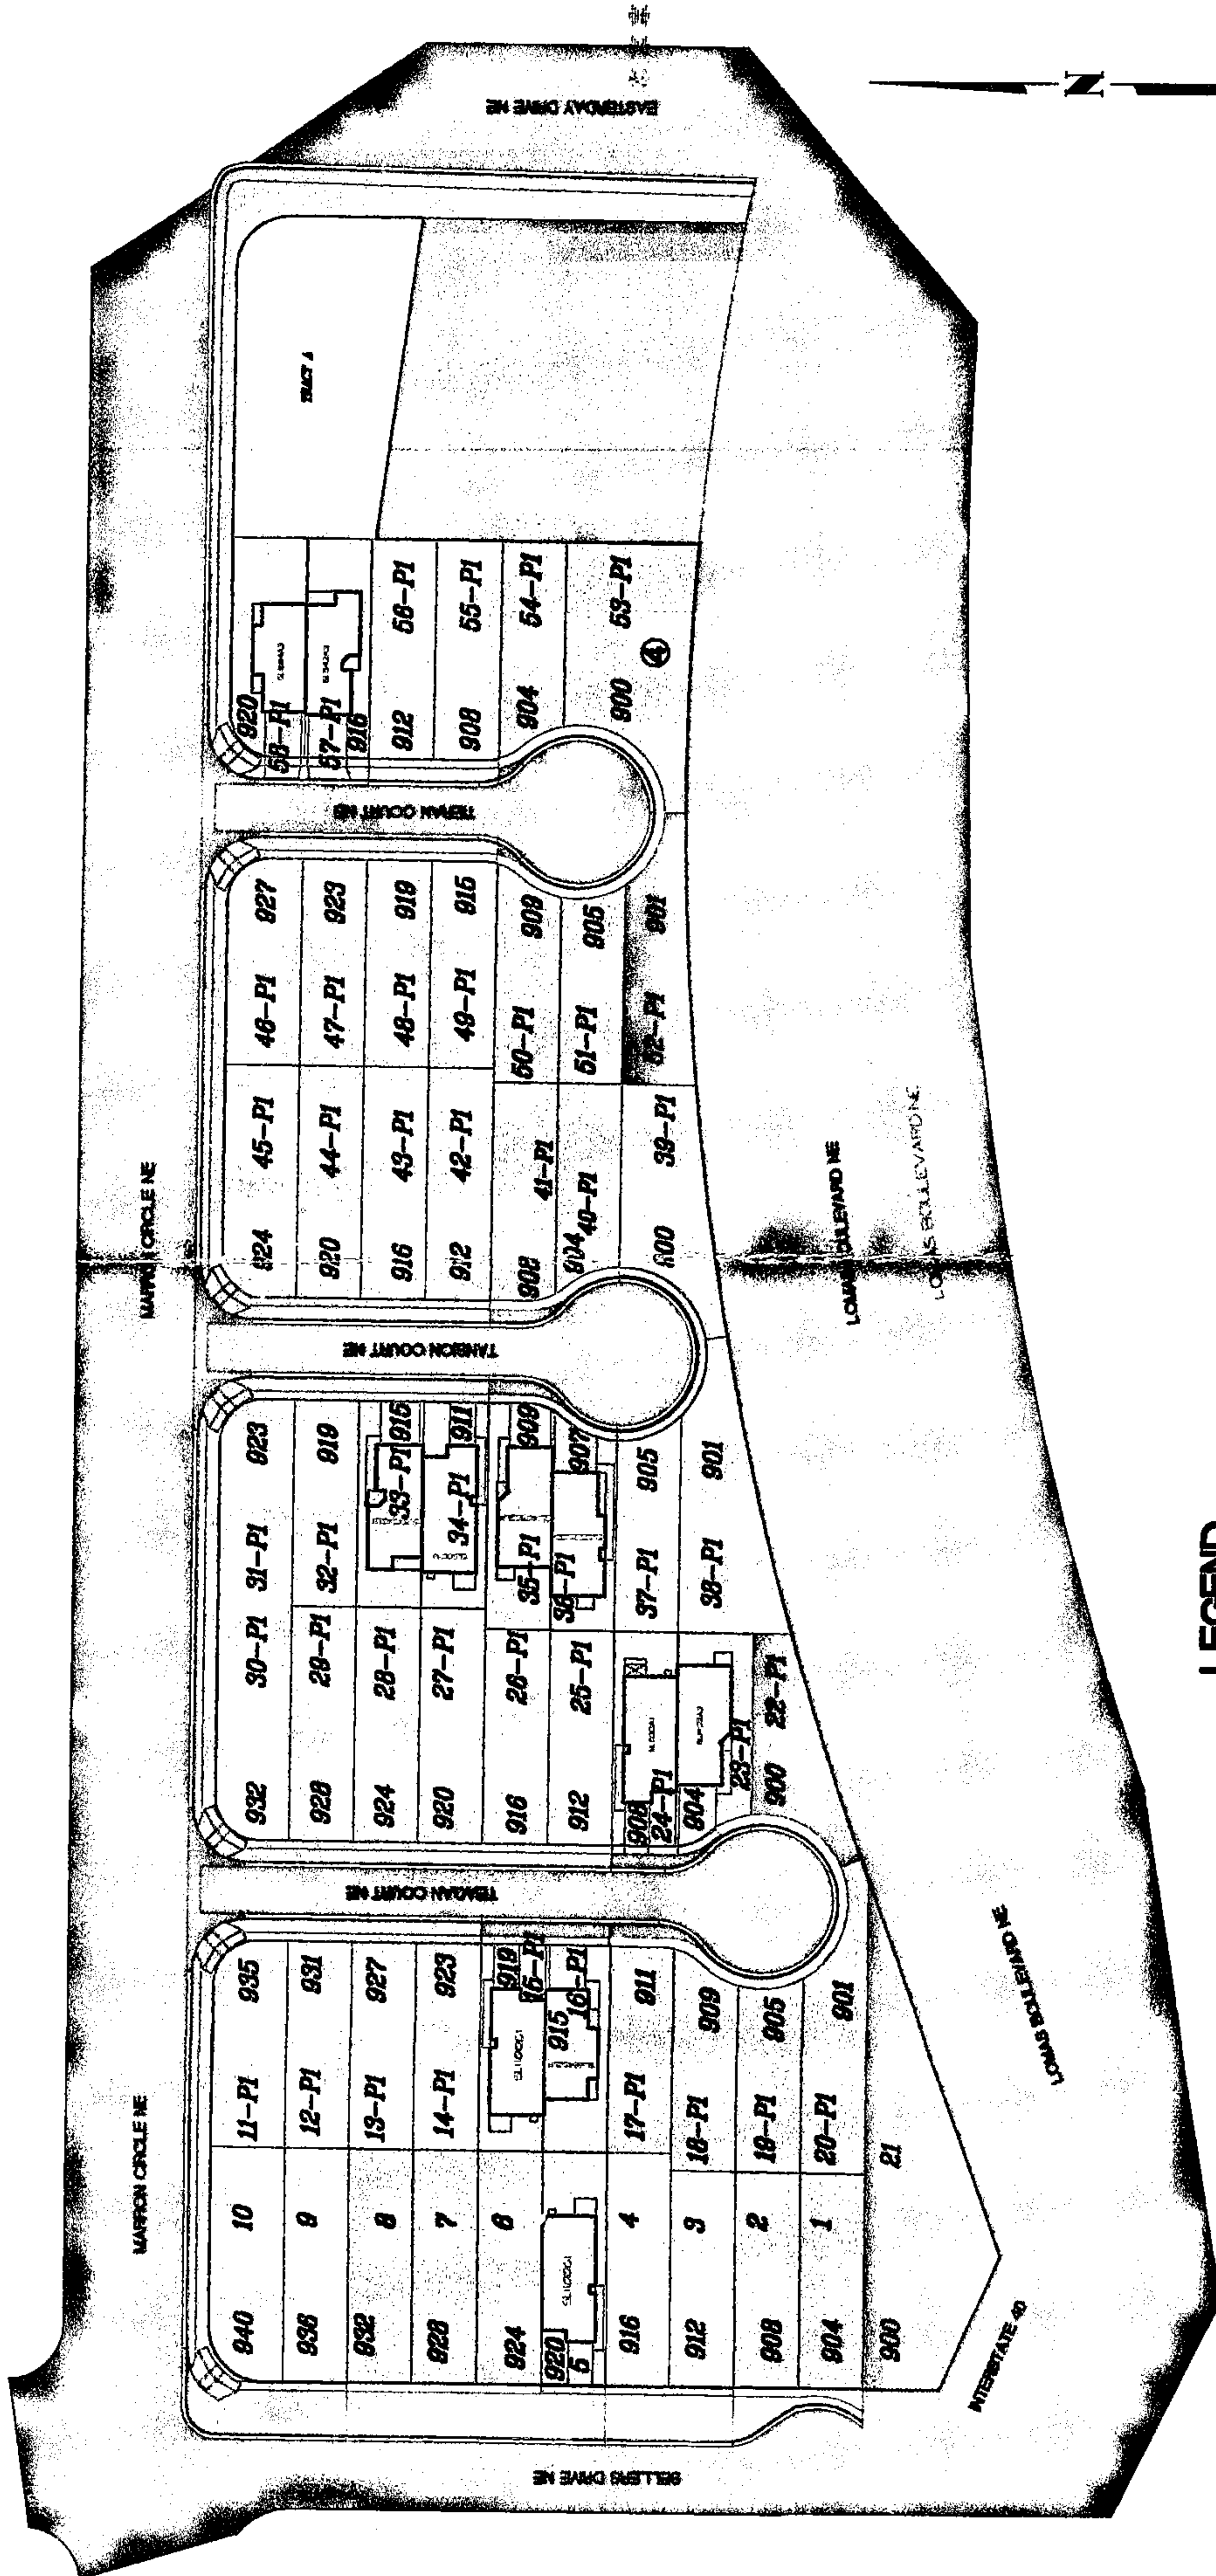 EASTERDAY DRIVE NE
N
TRACT A
920
58-P1
57-P1
916
912
56-P1
908
55-P1
904
54-P1
900
53-P1
4
TIERAN COURT NE
46-P1
927
47-P1
923
48-P1
919
49-P1
915
50-P1
909
51-P1
905
52-P1
901
924
45-P1
920
44-P1
916
43-P1
912
42-P1
908
41-P1
904
40-P1
900
39-P1
MARRON CIRCLE NE
LOMAS BOULEVARD NE
LOMAS BOULEVARD NE
TANSION COURT NE
31-P1
923
32-P1
919
33-P1
915
34-P1
911
35-P1
909
36-P1
907
37-P1
905
38-P1
901
932
30-P1
928
29-P1
924
28-P1
920
27-P1
916
26-P1
912
25-P1
908
24-P1
904
23-P1
900
22-P1
LEGEND
TEAGAN COURT NE
11-P1
935
12-P1
931
13-P1
927
14-P1
923
15-P1
919
16-P1
915
17-P1
911
18-P1
909
19-P1
905
20-P1
901
21
MARRON CIRCLE NE
940
10
936
9
932
8
928
7
924
6
920
5
916
4
912
3
908
2
904
1
900
LOMAS BOULEVARD NE
INTERSTATE 40
SELLERS DRIVE NE